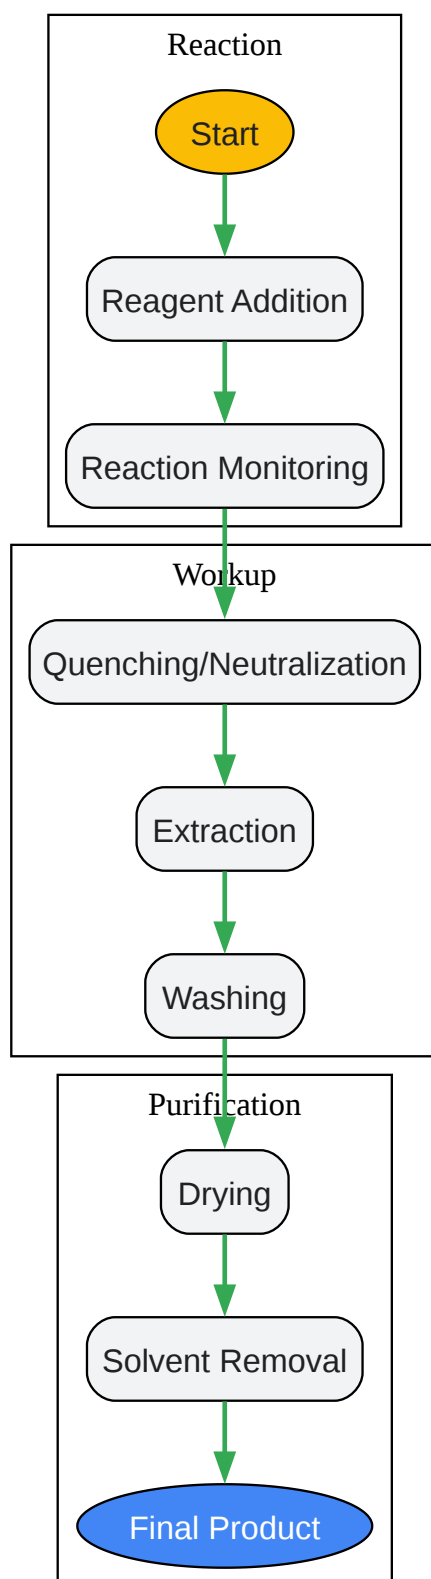 Reaction
Start
Reagent Addition
Reaction Monitoring
Workup
Quenching/Neutralization
Extraction
Washing
Purification
Drying
Solvent Removal
Final Product